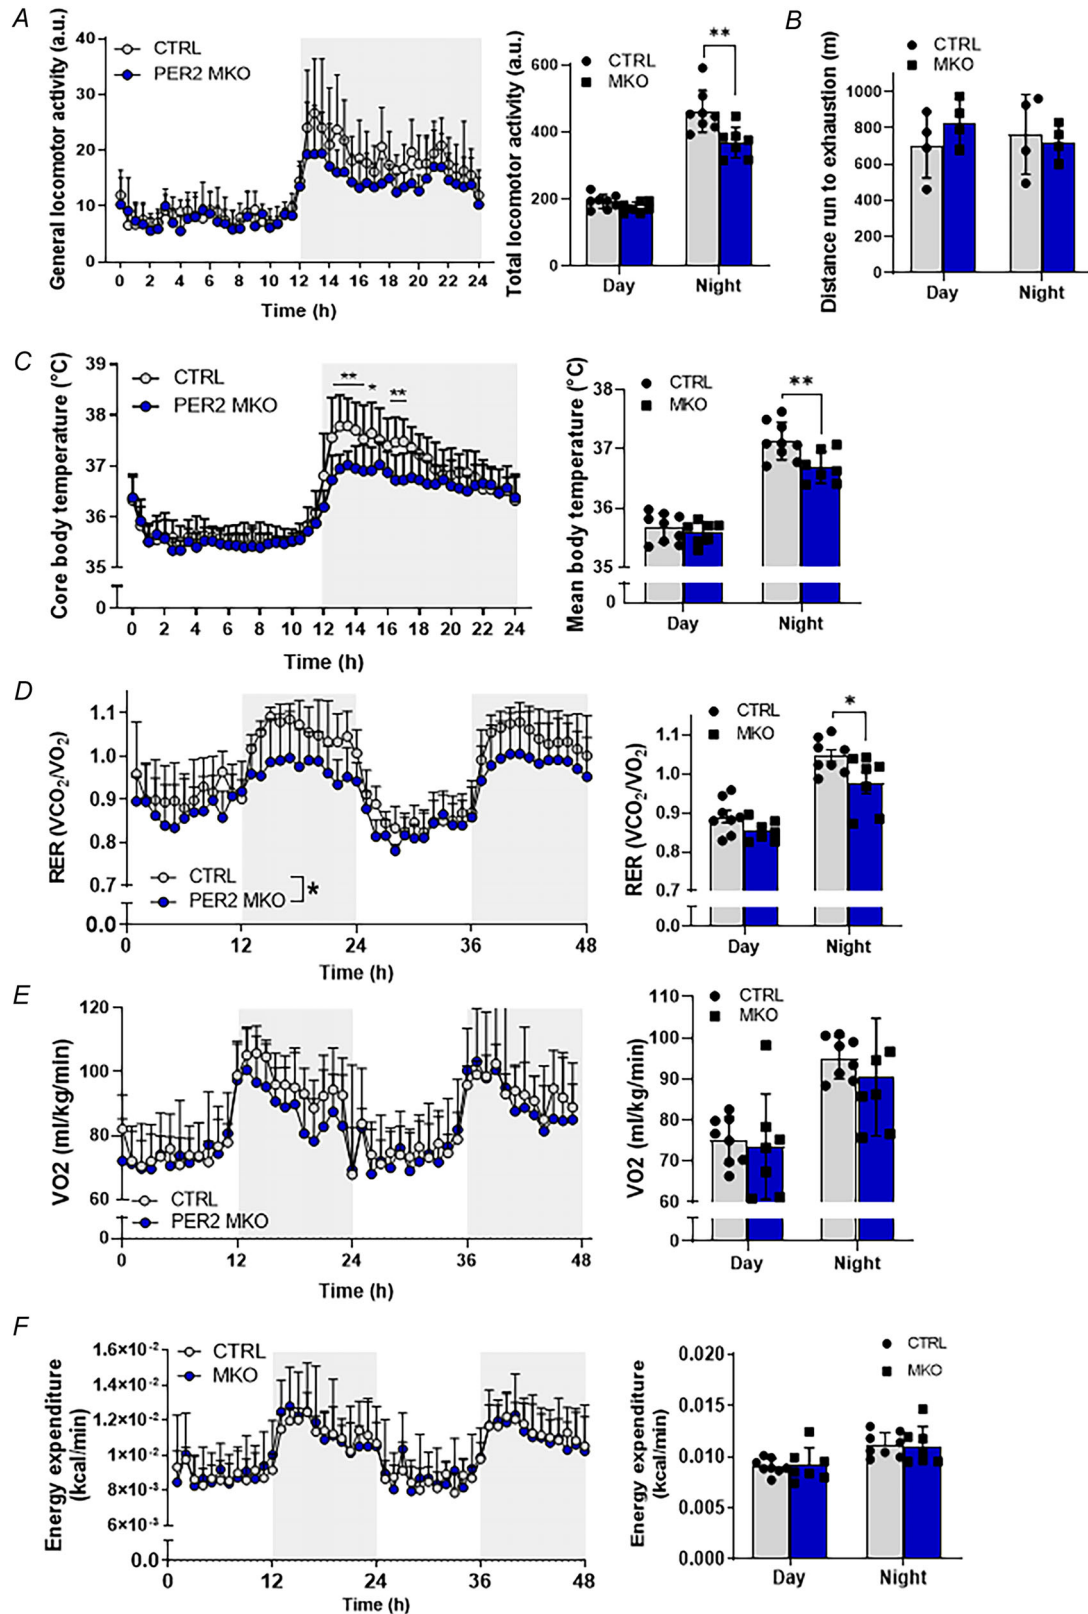 A
General locomotor activity (a.u.)
40
30
20
10
0
CTRL
PER2 MKO
0 2 4 6 8 10 12 14 16 18 20 22 24
Time (h)
Total locomotor activity (a.u.)
600
400
200
0
CTRL
MKO
**
Day Night
B
Distance run to exhaustion (m)
1000
800
600
400
200
0
CTRL
MKO
Day Night
C
Core body temperature (°C)
39
38
37
36
35
0
CTRL
PER2 MKO
** * **
0 2 4 6 8 10 12 14 16 18 20 22 24
Time (h)
Mean body temperature (°C)
38
37
36
35
0
CTRL
MKO
**
Day Night
D
RER (VCO2/VO2)
1.1
1.0
0.9
0.8
0.7
0.0
CTRL
PER2 MKO
*
0 12 24 36 48
Time (h)
RER (VCO2/VO2)
1.1
1.0
0.9
0.8
0.7
0.0
CTRL
MKO
*
Day Night
E
VO2 (ml/kg/min)
120
100
80
60
0
CTRL
PER2 MKO
0 12 24 36 48
Time (h)
VO2 (ml/kg/min)
110
100
90
80
70
60
0
CTRL
MKO
Day Night
F
Energy expenditure
(kcal/min)
1.6×10⁻²
1.4×10⁻²
1.2×10⁻²
1×10⁻²
8×10⁻³
6×10⁻³
0.0
CTRL
MKO
0 12 24 36 48
Time (h)
Energy expenditure
(kcal/min)
0.020
0.015
0.010
0.005
0.000
CTRL
MKO
Day Night